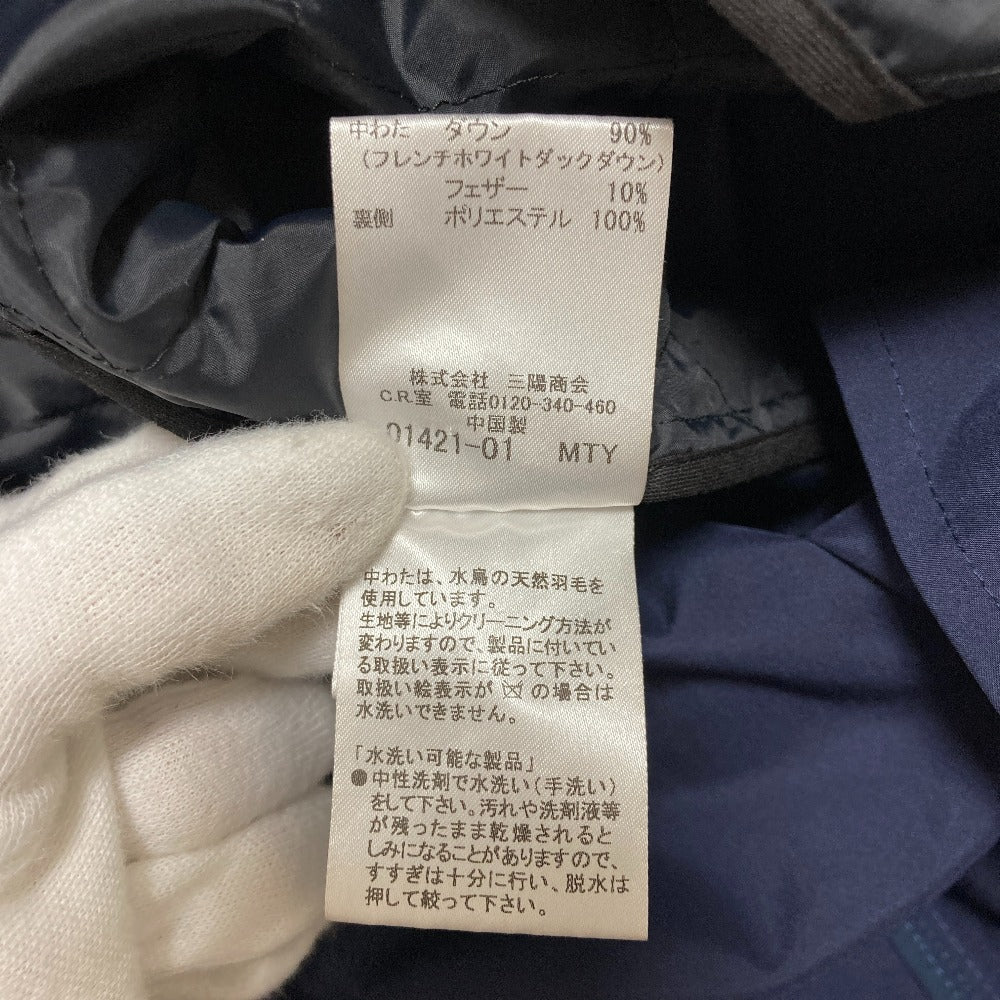 中わた ダウン 90%
(フレンチホワイトダックダウン)
フェザー 10%
裏側 ポリエステル 100%
株式会社 三陽商会
C.R.室 電話0120-340-460
中国製
01421-01 MTY
中わたは、水鳥の天然羽毛を
使用しています。
生地等によりクリーニング方法が
変わりますので、製品に付いてい
る取扱い表示に従って下さい。
取扱い絵表示が の場合は
水洗いできません。
「水洗い可能な製品」
●中性洗剤で水洗い(手洗い)
をして下さい。汚れや洗剤液等
が残ったまま乾燥されると
しみになることがありますので、
すすぎは十分に行い、脱水は
押して絞って下さい。